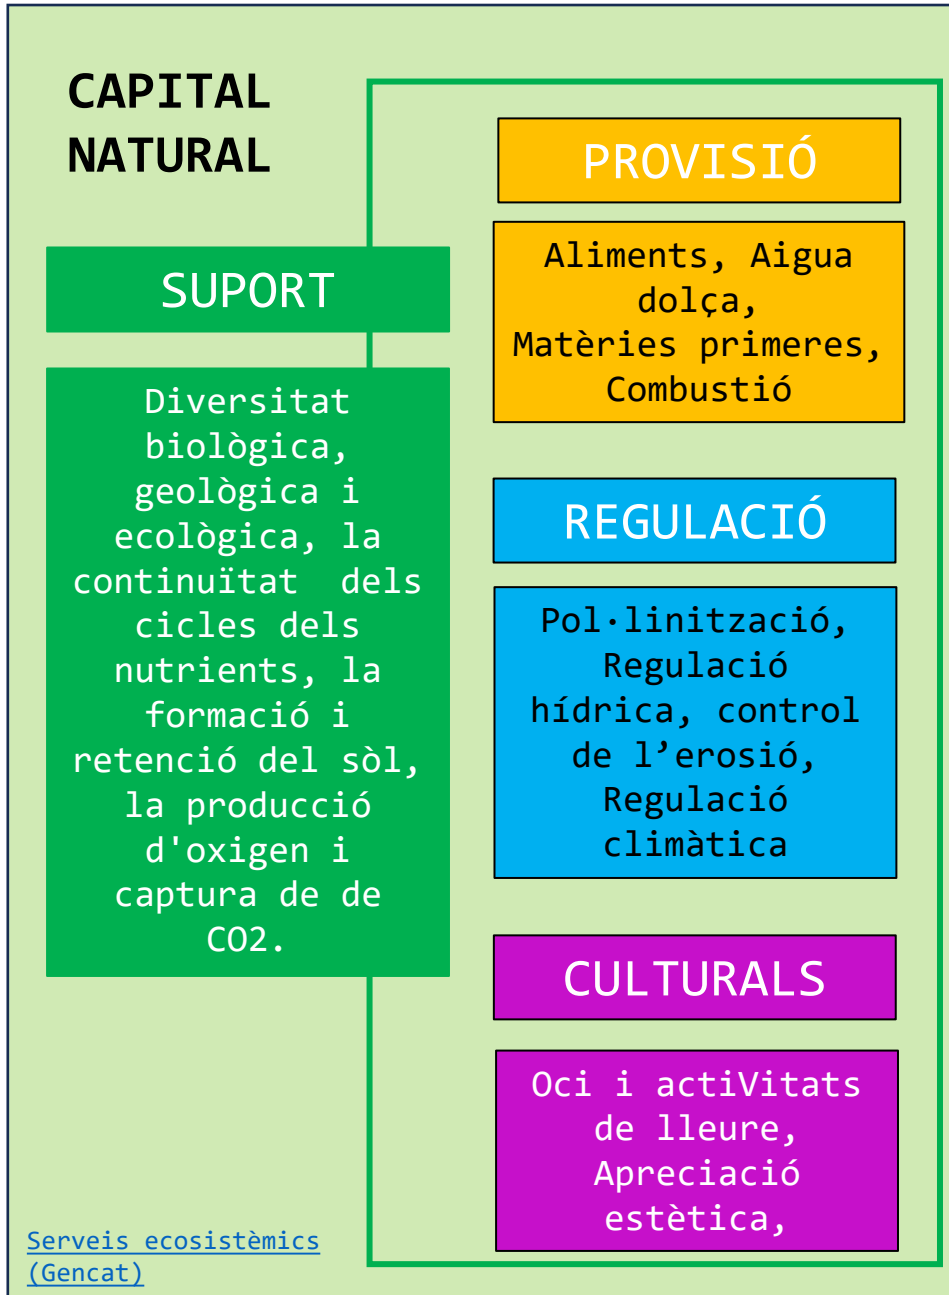 CAPITAL
NATURAL
SUPORT
Diversitat
biològica,
geològica i
ecològica, la
continuïtat  dels
cicles dels
nutrients, la
formació i
retenció del sòl,
la producció
d'oxigen i
captura de de
CO2.
PROVISIÓ
Aliments, Aigua
dolça,
Matèries primeres,
Combustió
REGULACIÓ
Pol·linització,
Regulació
hídrica, control
de l’erosió,
Regulació
climàtica
CULTURALS
Oci i actiVitats
de lleure,
Apreciació
estètica,
Serveis ecosistèmics
(Gencat)